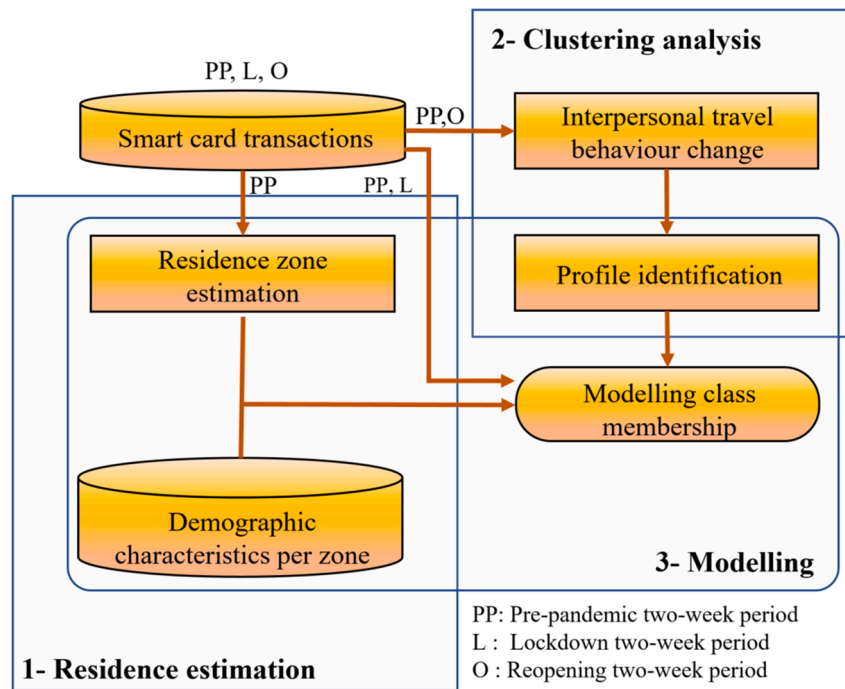 2- Clustering analysis
PP, L, O
Smart card transactions
PP,O
Interpersonal travel
behaviour change
PP
PP, L
Residence zone
estimation
Profile identification
Modelling class
membership
Demographic
characteristics per zone
3- Modelling
1- Residence estimation
PP: Pre-pandemic two-week period
L : Lockdown two-week period
O : Reopening two-week period